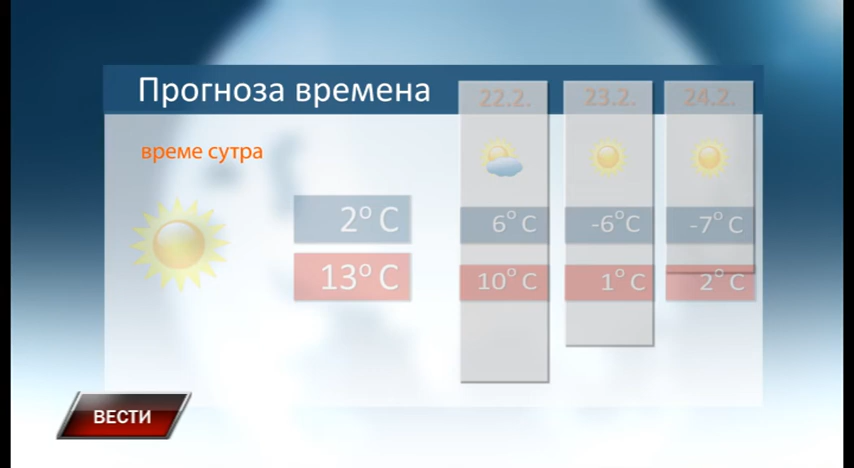 Прогноза времена
22.2. 23.2. 24.2.
време сутра
2° C 6° C -6°C -7° C
13° C 10° C 1° C 2° C
ВЕСТИ